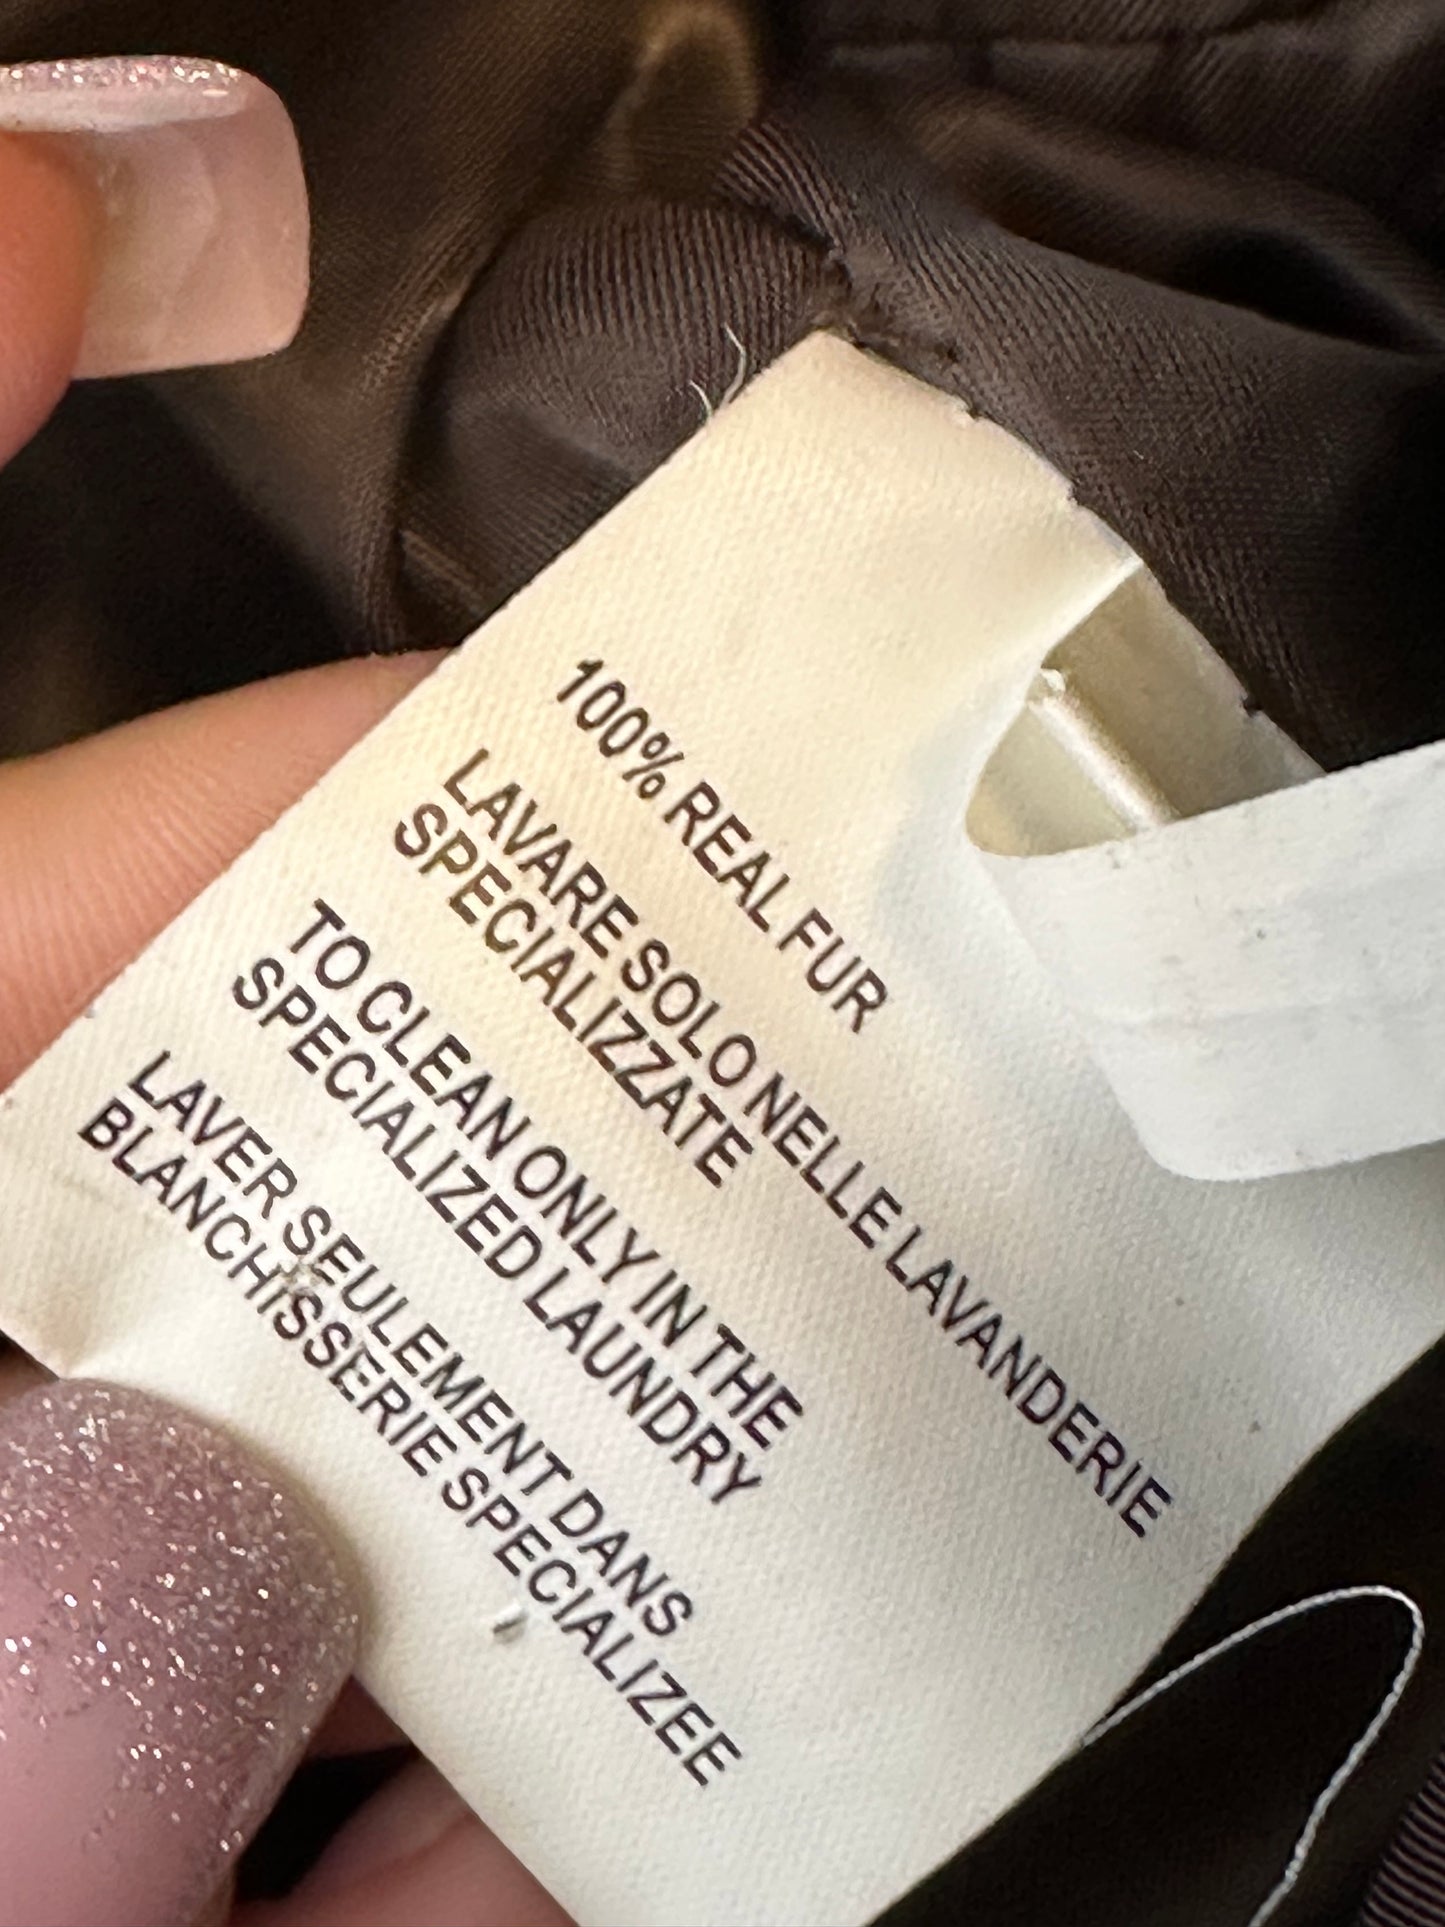 100% REAL FUR
LAVARE SOLO NELLE LAVANDERIE
SPECIALIZZATE
TO CLEAN ONLY IN THE
SPECIALIZED LAUNDRY
LAVER SEULEMENT DANS
BLANCHISSERIE SPECIALIZEE